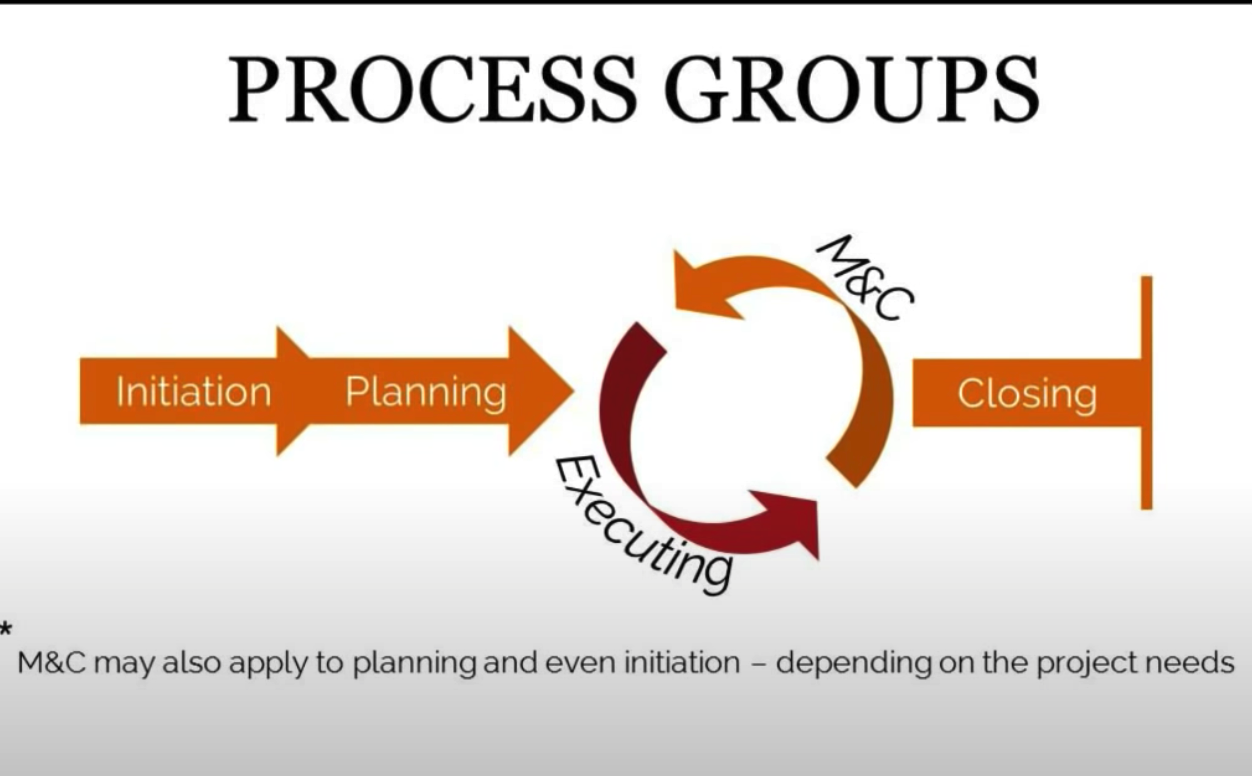 PROCESS GROUPS
Initiation
Planning
Executing
M&C
Closing
*
M&C may also apply to planning and even initiation – depending on the project needs